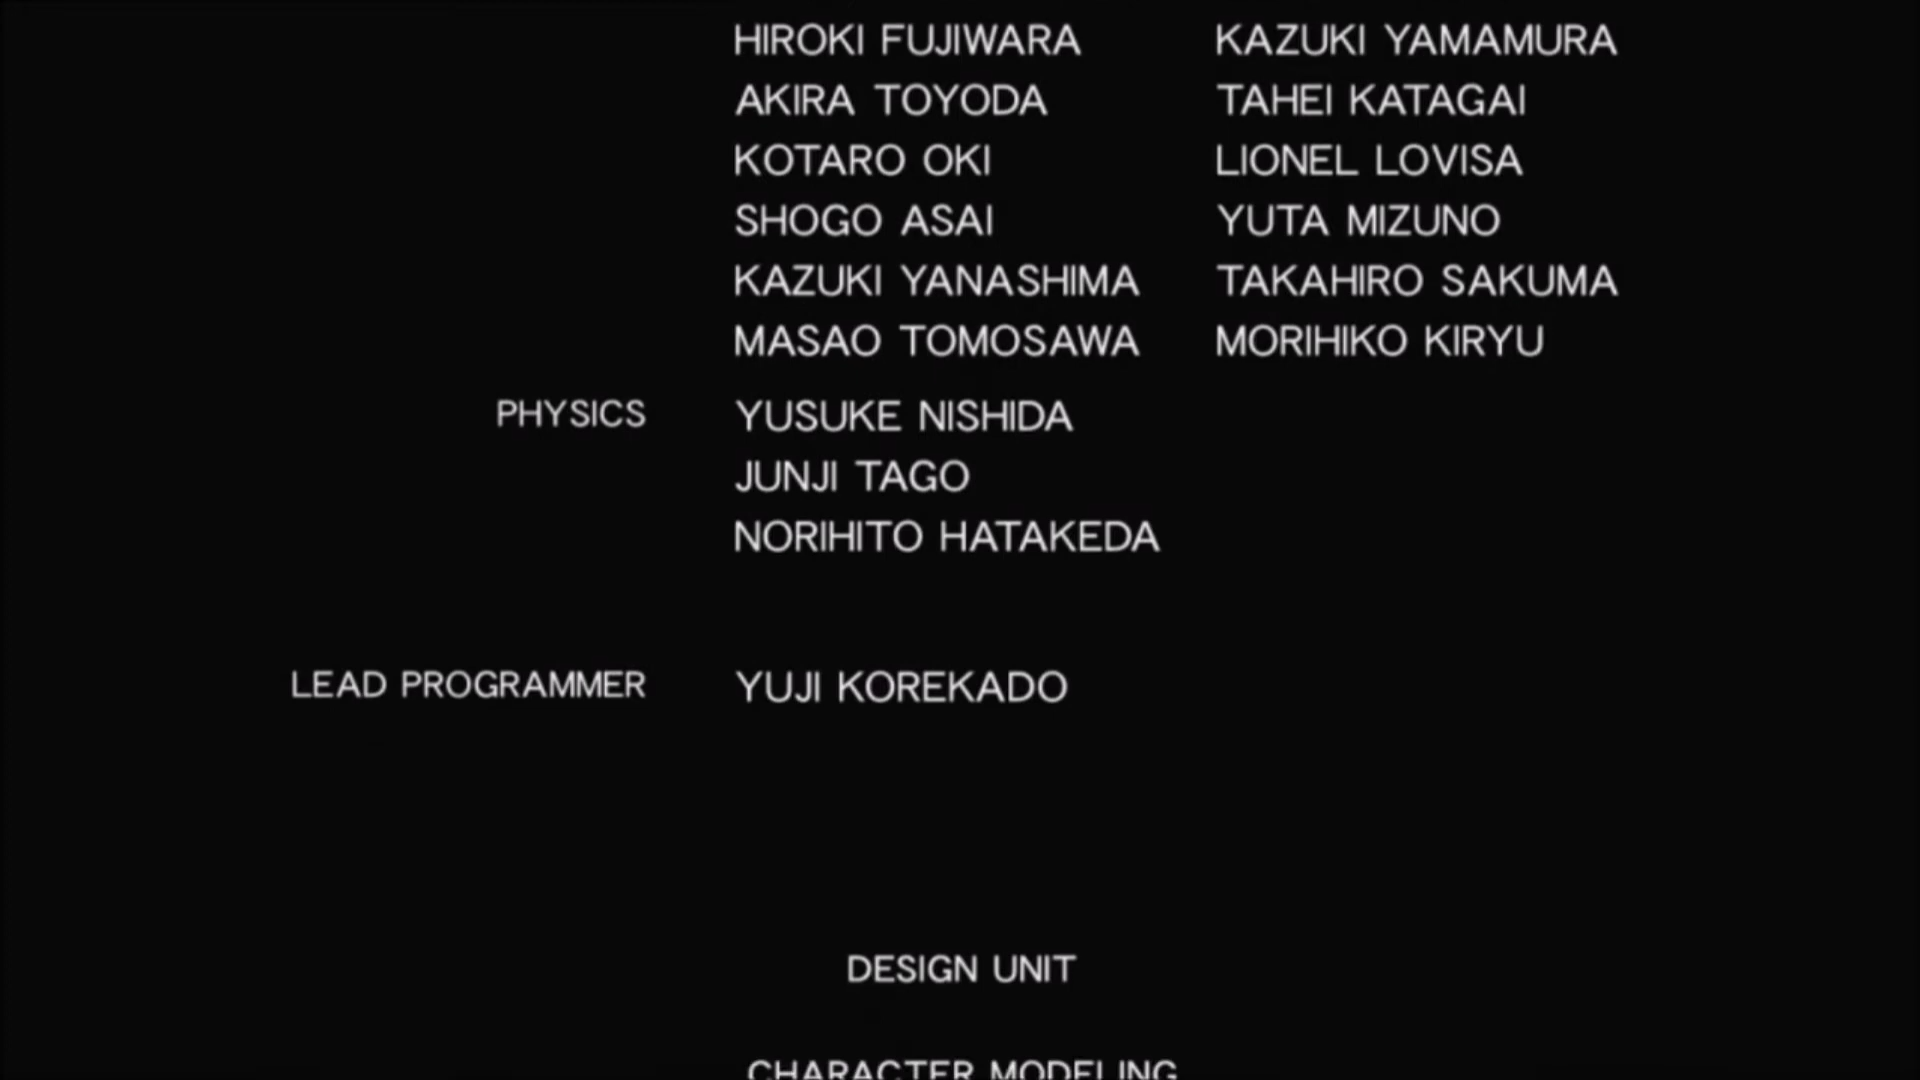 HIROKI FUJIWARA KAZUKI YAMAMURA
AKIRA TOYODA TAHEI KATAGAI
KOTARO OKI LIONEL LOVISA
SHOGO ASAI YUTA MIZUNO
KAZUKI YANASHIMA TAKAHIRO SAKUMA
MASAO TOMOSAWA MORIHIKO KIRYU
PHYSICS YUSUKE NISHIDA
JUNJI TAGO
NORIHITO HATAKEDA
LEAD PROGRAMMER YUJI KOREKADO
DESIGN UNIT
CHARACTER MODELING